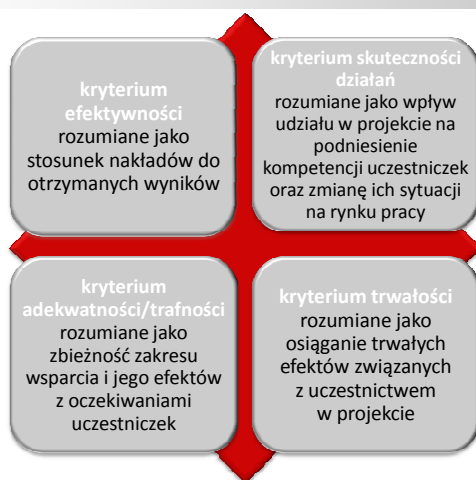 kryterium
efektywności
rozumiane jako
stosunek nakładów do
otrzymanych wyników
kryterium skuteczności
działań
rozumiane jako wpływ
udziału w projekcie na
podniesienie
kompetencji uczestniczek
oraz zmianę ich sytuacji
na rynku pracy
kryterium
adekwatności/trafności
rozumiane jako
zbieżność zakresu
wsparcia i jego efektów
z oczekiwaniami
uczestniczek
kryterium trwałości
rozumiane jako
osiąganie trwałych
efektów związanych
z uczestnictwem
w projekcie